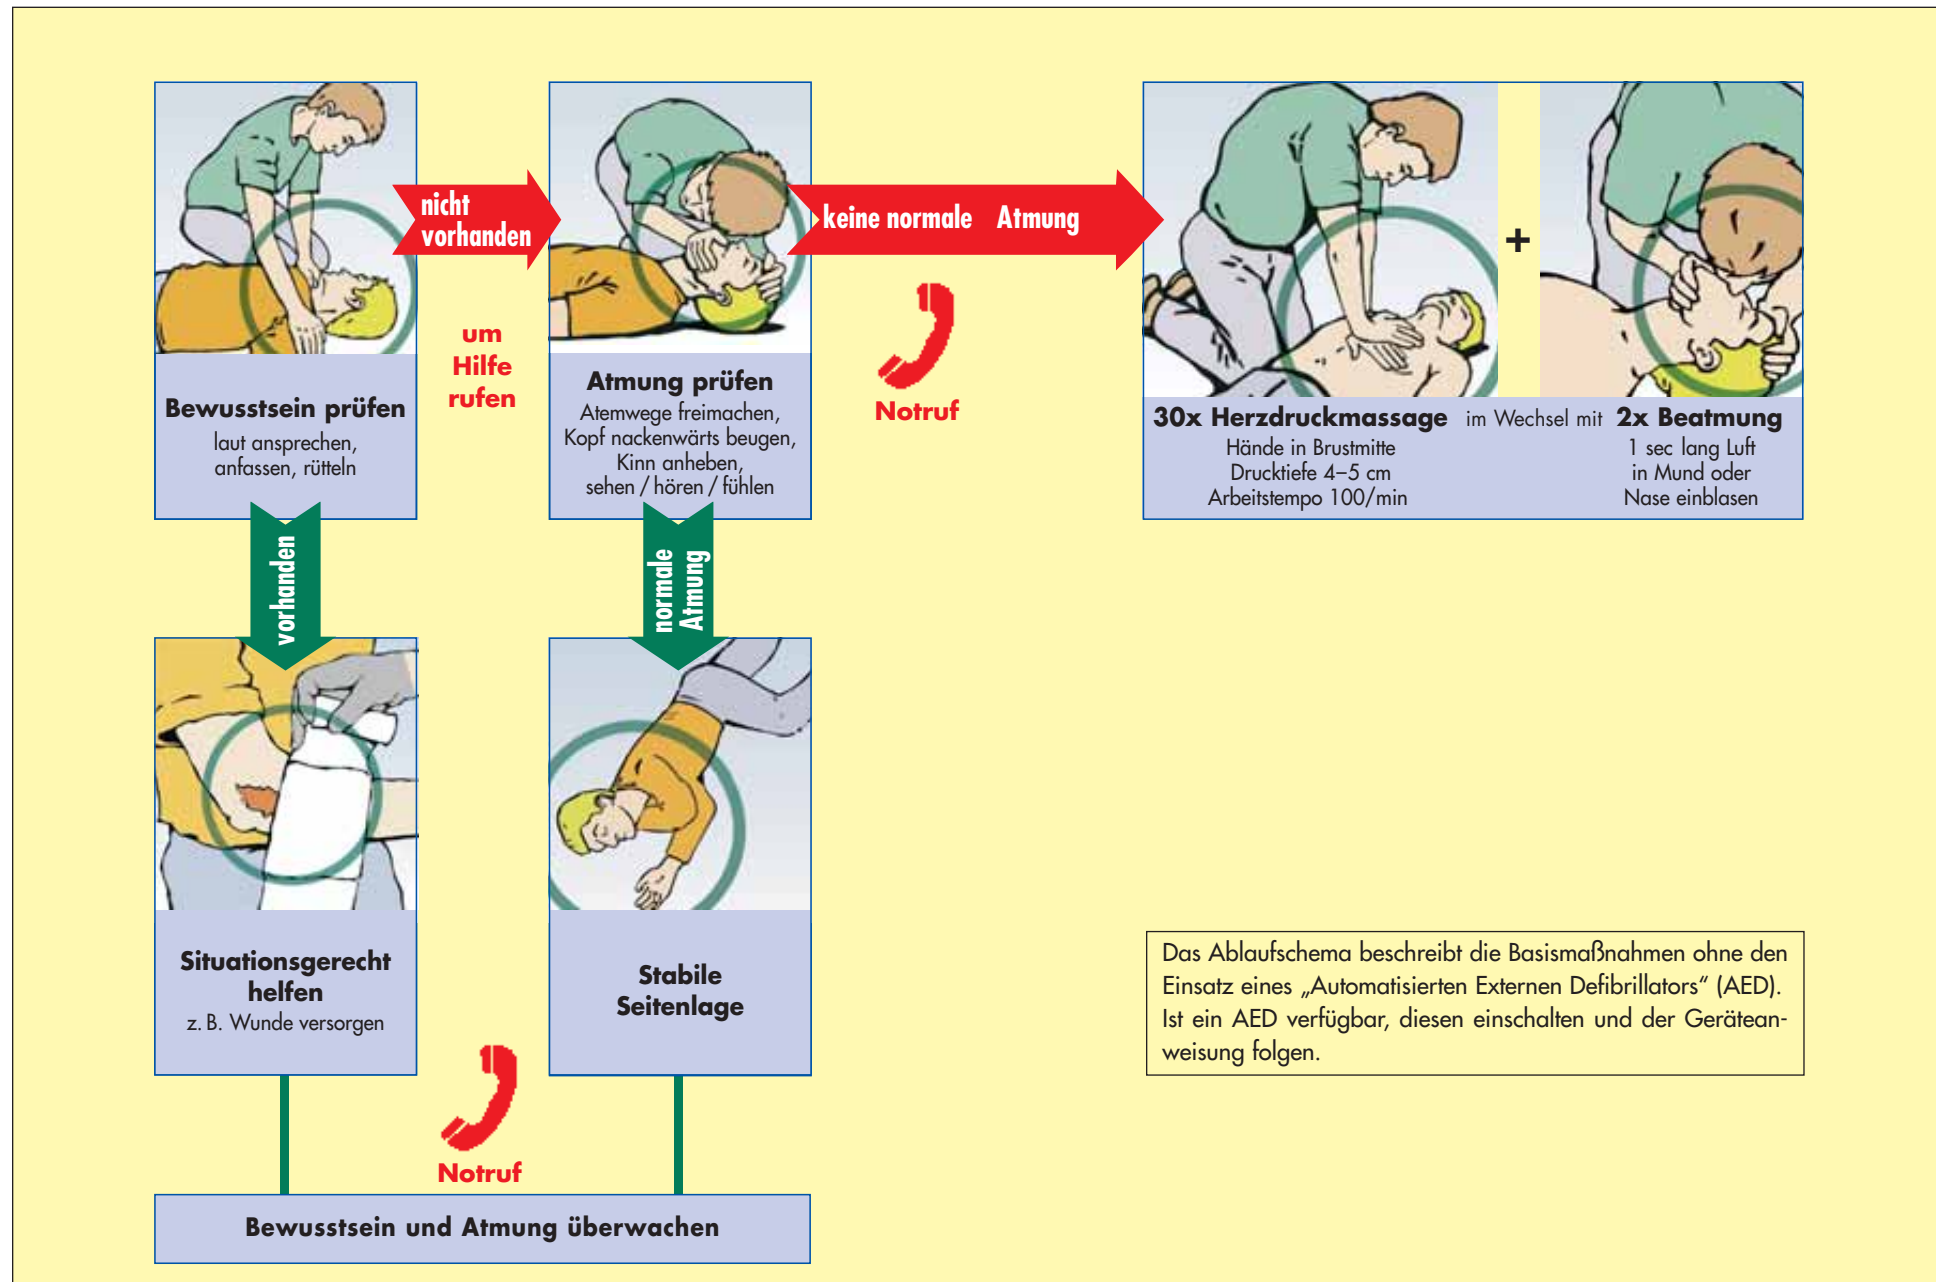 nicht
vorhanden
keine normale Atmung
+
um
Hilfe
rufen
Notruf
Bewusstsein prüfen
laut ansprechen,
anfassen, rütteln
Atmung prüfen
Atemwege freimachen,
Kopf nackenwärts beugen,
Kinn anheben,
sehen / hören / fühlen
30x Herzdruckmassage im Wechsel mit 2x Beatmung
Hände in Brustmitte
Drucktiefe 4–5 cm
Arbeitstempo 100/min
1 sec lang Luft
in Mund oder
Nase einblasen
vorhanden
normale
Atmung
Situationsgerecht
helfen
z. B. Wunde versorgen
Stabile
Seitenlage
Das Ablaufschema beschreibt die Basismaßnahmen ohne den
Einsatz eines „Automatisierten Externen Defibrillators“ (AED).
Ist ein AED verfügbar, diesen einschalten und der Gerätean-
weisung folgen.
Notruf
Bewusstsein und Atmung überwachen